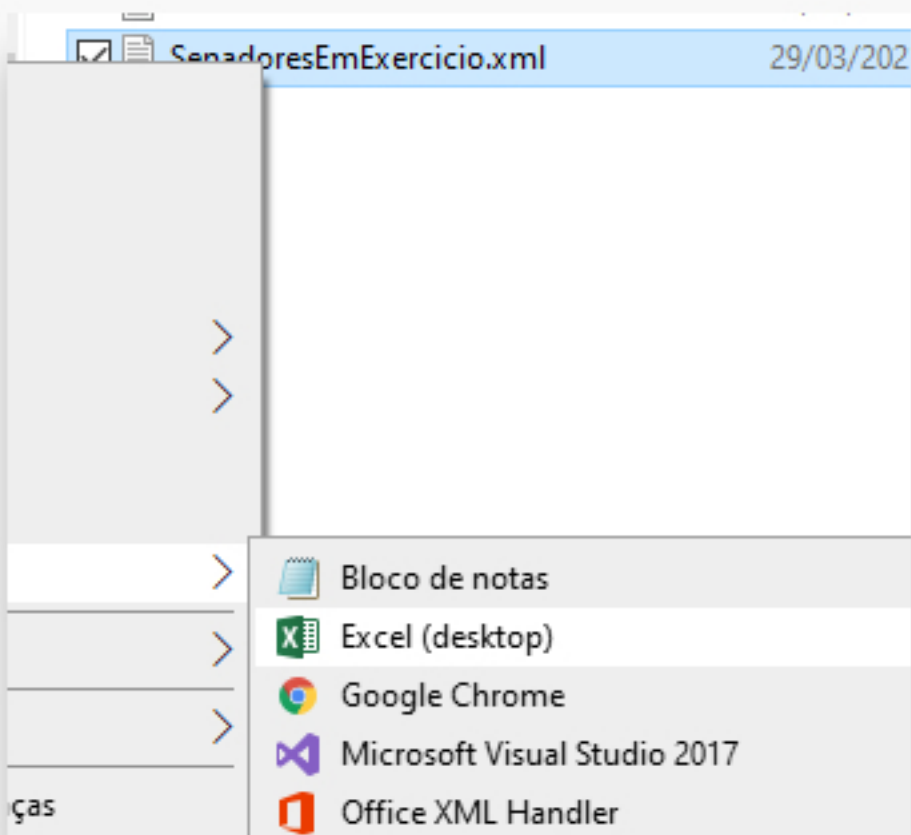 SenadoresEmExercicio.xml 29/03/202
Bloco de notas
Excel (desktop)
Google Chrome
Microsoft Visual Studio 2017
Office XML Handler
ças